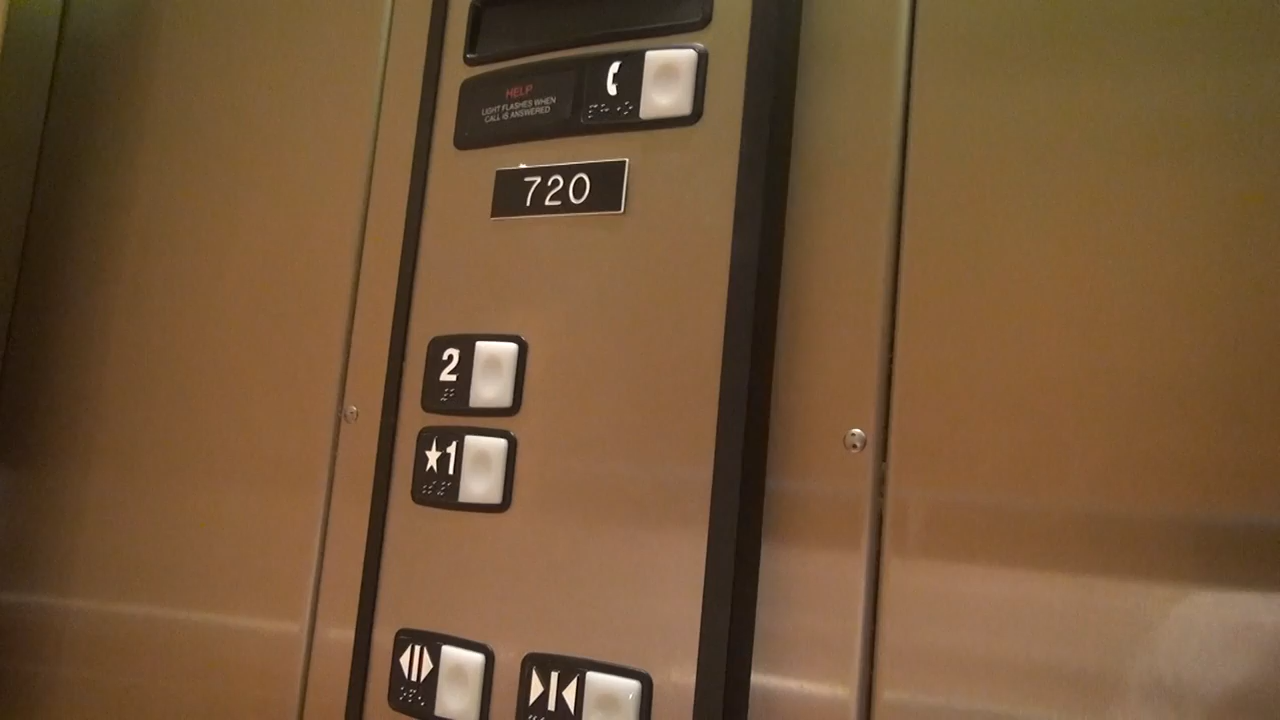 HELP
LIGHT FLASHES WHEN
CALL IS ANSWERED
720
2
★1